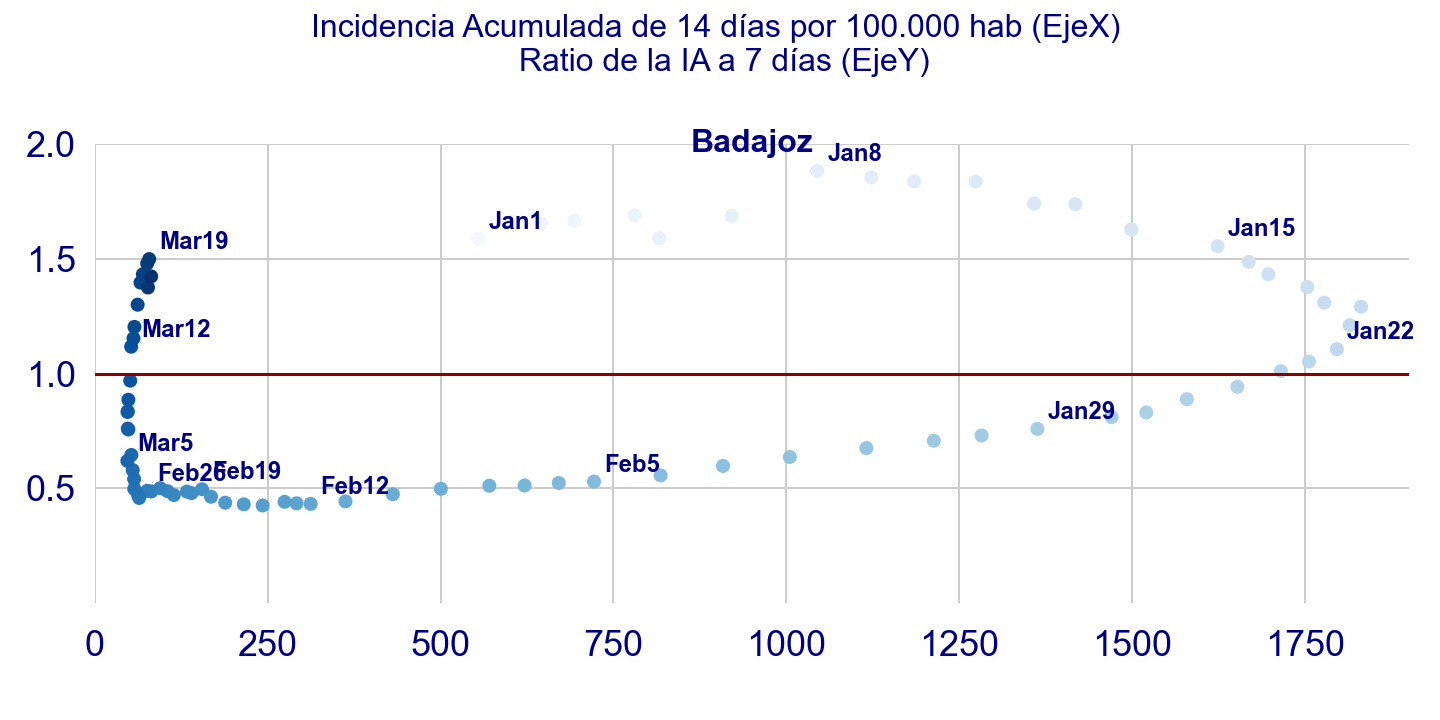 Incidencia Acumulada de 14 días por 100.000 hab (EjeX)
Ratio de la IA a 7 días (EjeY)
Badajoz
2.0
Jan8
Jan1
Jan15
Mar19
1.5
Mar12
Jan22
1.0
Jan29
Mar5
Feb5
Feb26
Feb19
Feb12
0.5
0
250
500
750
1000
1250
1500
1750